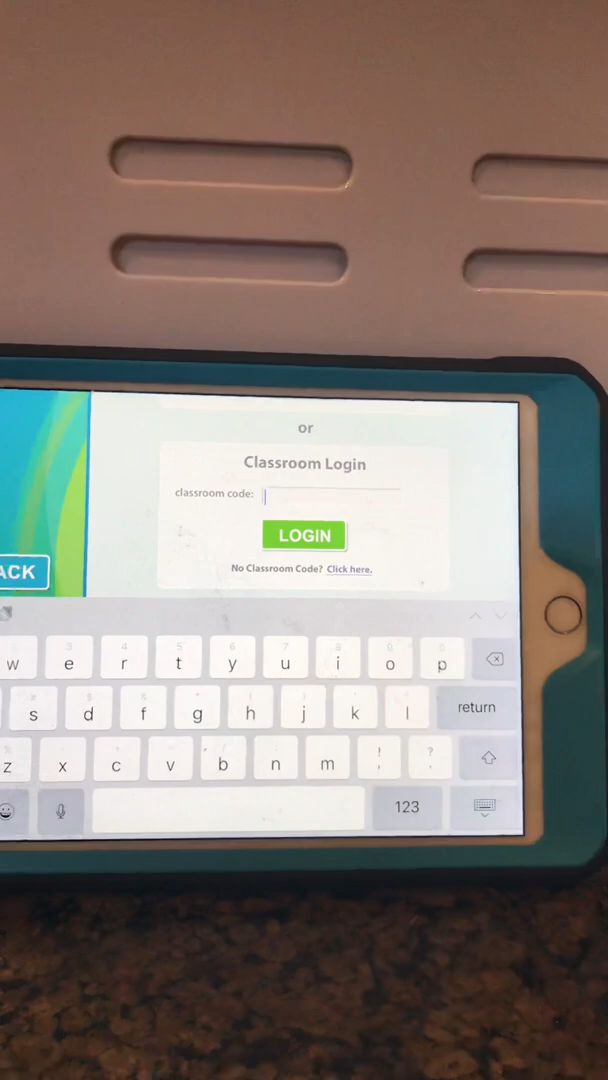 or
Classroom Login
classroom code:
LOGIN
No Classroom Code? Click here.
ACK
w e r t y u i o p
s d f g h j k l return
z x c v b n m ! , ? .
123